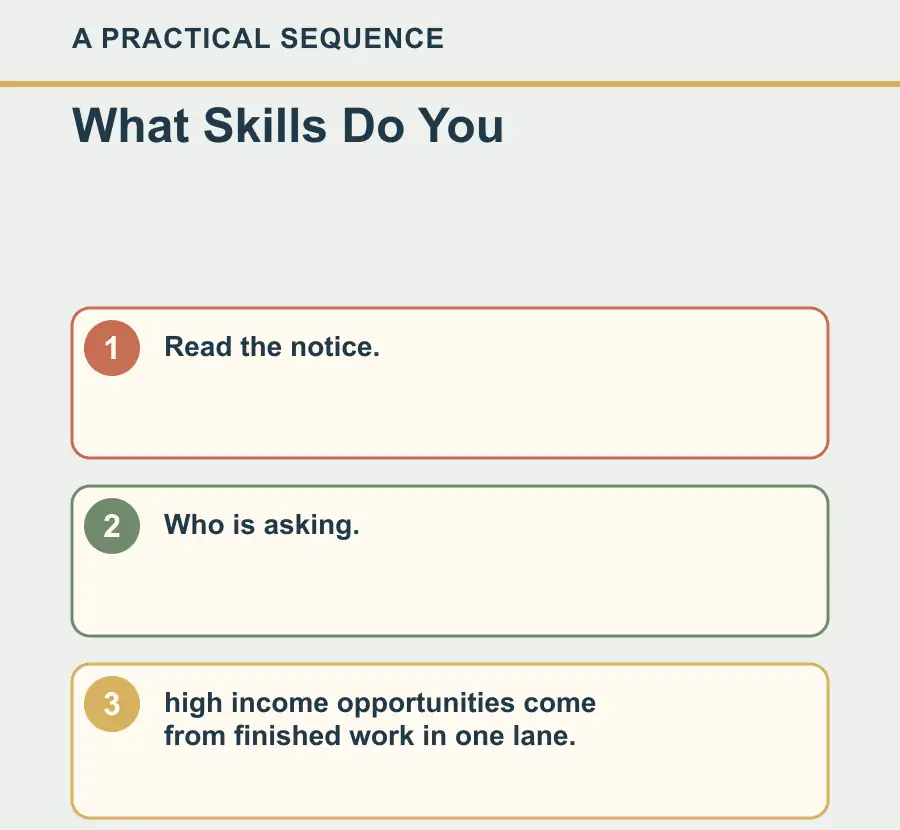 A PRACTICAL SEQUENCE
What Skills Do You
1
Read the notice.
2
Who is asking.
3
high income opportunities come
from finished work in one lane.